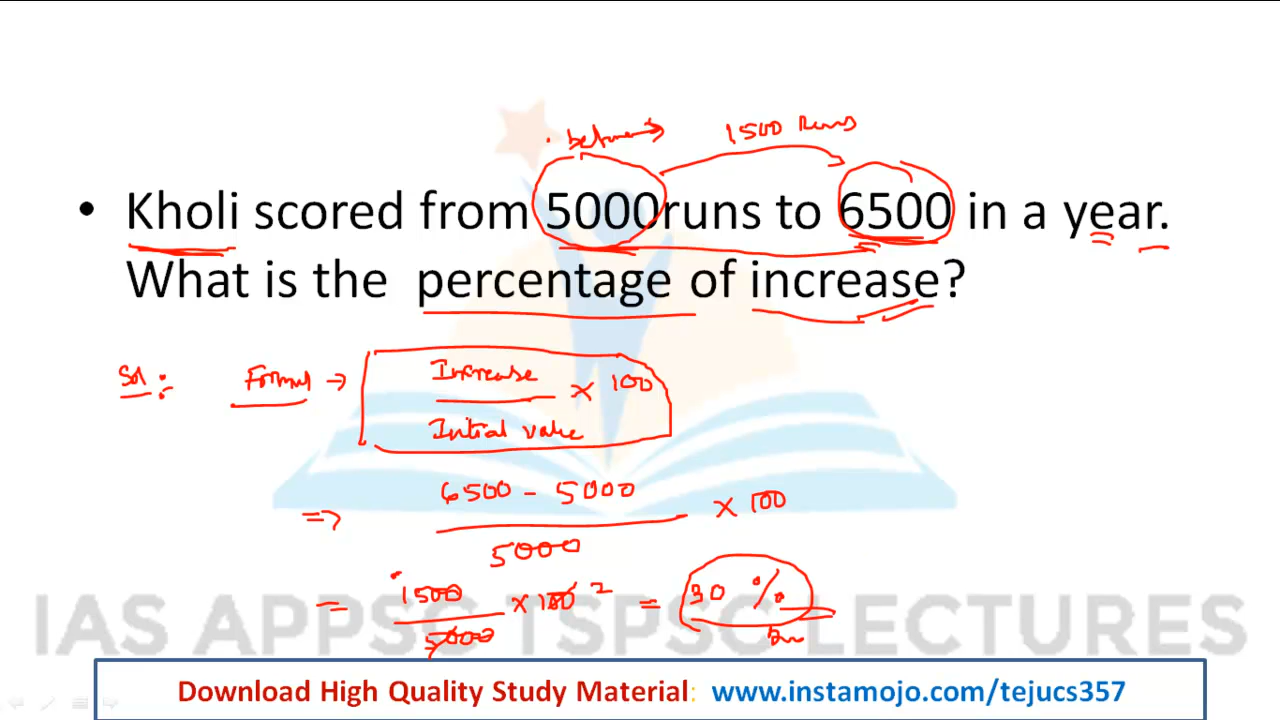 . before → 1500 Runs
• Kholi scored from 5000runs to 6500 in a year.
What is the percentage of increase?
Sol : Formul → Increase / Initial value × 100
⇒ 6500 - 5000 / 5000 × 100
= 1500 / 5000 × 100 2 = 30 %
IAS APPSC TSPSC LECTURES
Download High Quality Study Material: www.instamojo.com/tejucs357